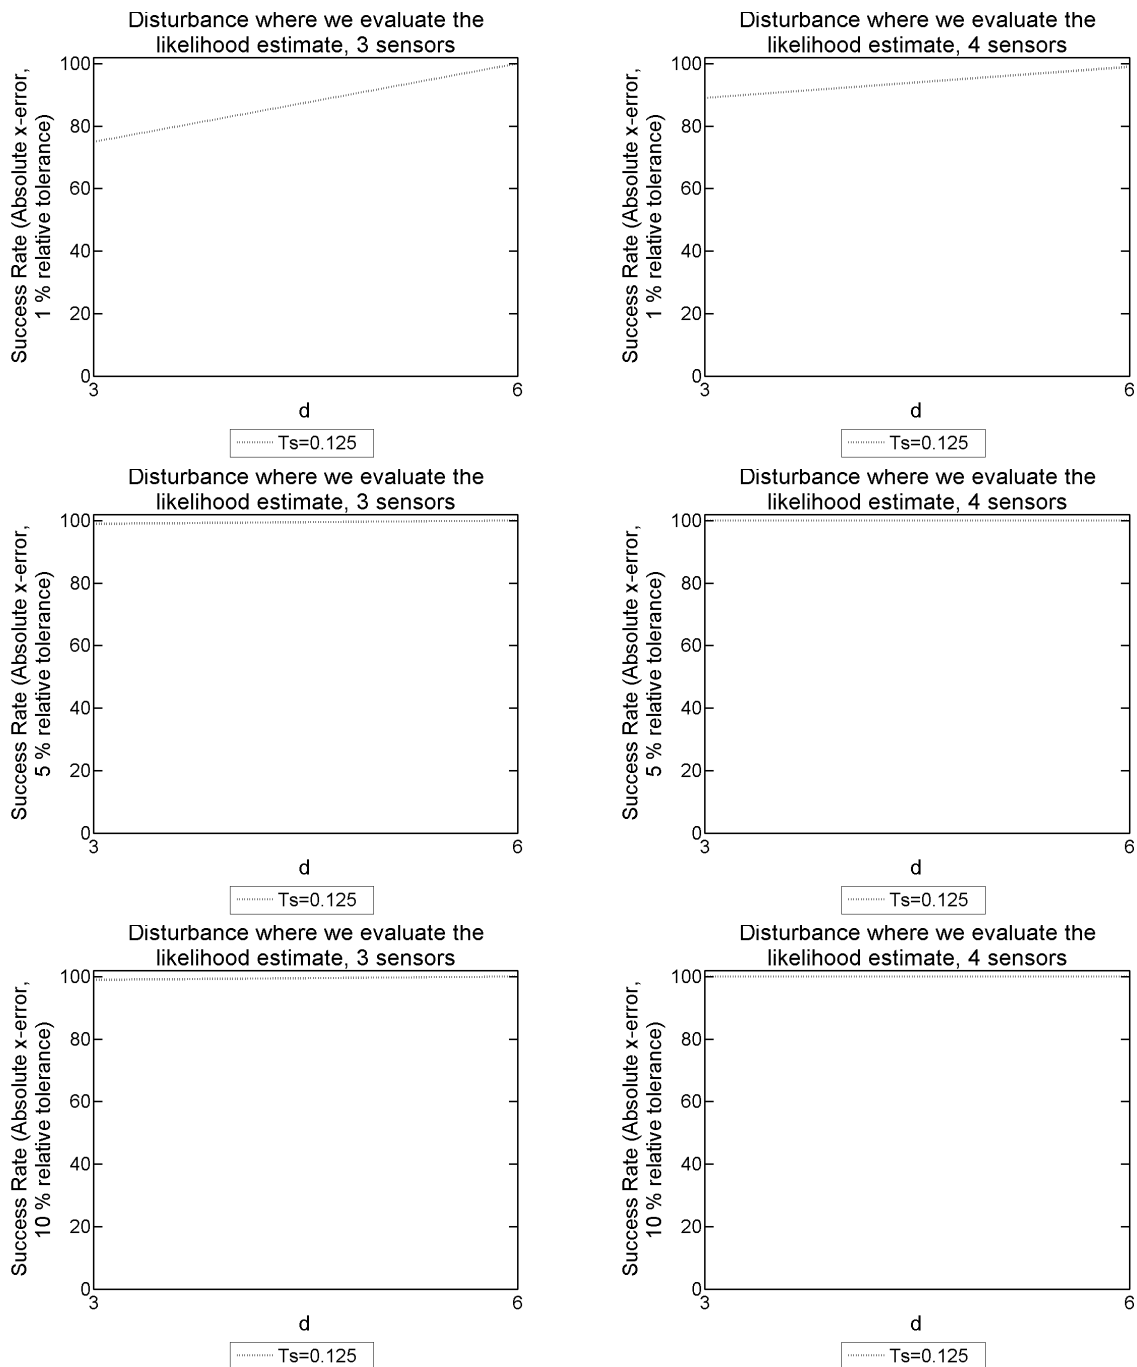 Disturbance where we evaluate the
likelihood estimate, 3 sensors
Success Rate (Absolute x-error,
1 % relative tolerance)
100
80
60
40
20
0
3
6
d
Ts=0.125
Disturbance where we evaluate the
likelihood estimate, 4 sensors
Success Rate (Absolute x-error,
1 % relative tolerance)
100
80
60
40
20
0
3
6
d
Ts=0.125
Disturbance where we evaluate the
likelihood estimate, 3 sensors
Success Rate (Absolute x-error,
5 % relative tolerance)
100
80
60
40
20
0
3
6
d
Ts=0.125
Disturbance where we evaluate the
likelihood estimate, 4 sensors
Success Rate (Absolute x-error,
5 % relative tolerance)
100
80
60
40
20
0
3
6
d
Ts=0.125
Disturbance where we evaluate the
likelihood estimate, 3 sensors
Success Rate (Absolute x-error,
10 % relative tolerance)
100
80
60
40
20
0
3
6
d
Ts=0.125
Disturbance where we evaluate the
likelihood estimate, 4 sensors
Success Rate (Absolute x-error,
10 % relative tolerance)
100
80
60
40
20
0
3
6
d
Ts=0.125